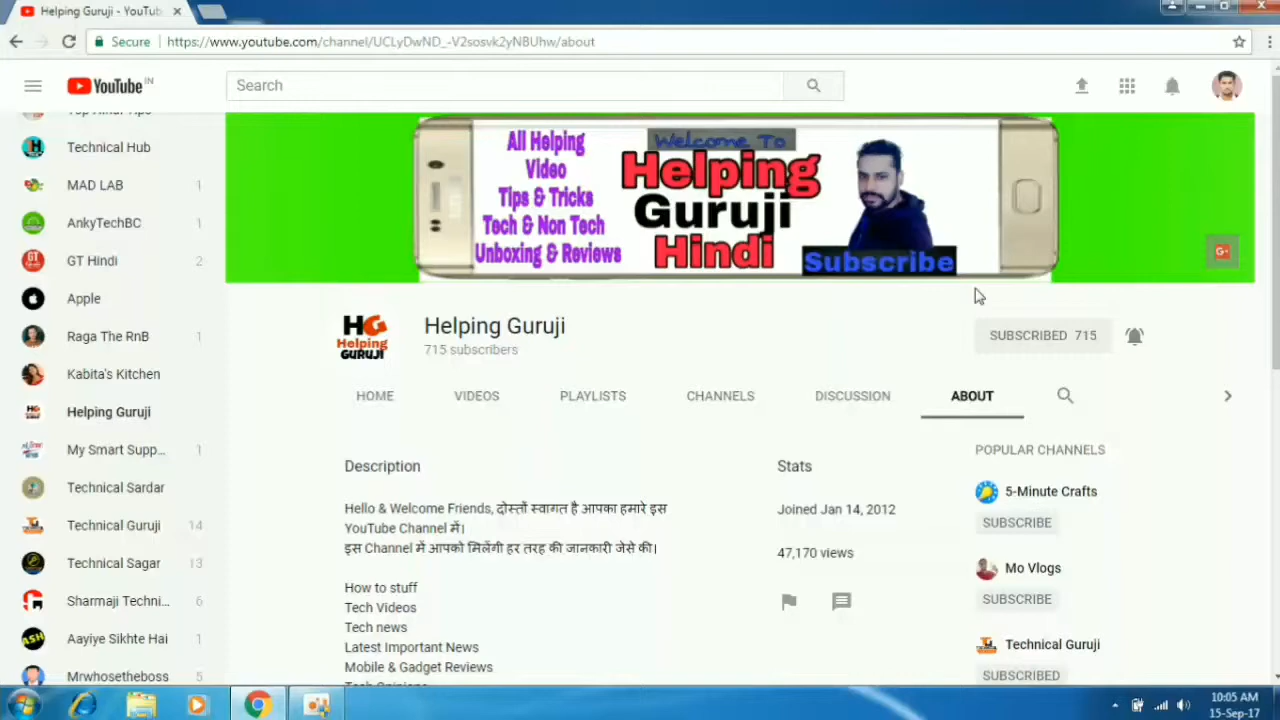 Helping Guruji - YouTub
Secure
https://www.youtube.com/channel/UCLyDwND_-V2sosvk2yNBUhw/about
YouTube IN
Search
Technical Hub
MAD LAB 1
AnkyTechBC 1
GT Hindi 2
Apple
Raga The RnB 1
Kabita's Kitchen
Helping Guruji
My Smart Supp... 1
Technical Sardar
Technical Guruji 14
Technical Sagar 13
Sharmaji Techni... 6
Aayiye Sikhte Hai 1
Mrwhosetheboss 5
All Helping
Video
Tips & Tricks
Tech & Non Tech
Unboxing & Reviews
Welcome To
Helping
Guruji
Hindi
Subscribe
G+
HG
Helping
GURUJI
Helping Guruji
715 subscribers
SUBSCRIBED 715
HOME VIDEOS PLAYLISTS CHANNELS DISCUSSION ABOUT
Description
Hello & Welcome Friends, दोस्तों स्वागत है आपका हमारे इस
YouTube Channel में।
इस Channel में आपको मिलेंगी हर तरह की जानकारी जेसे की।
How to stuff
Tech Videos
Tech news
Latest Important News
Mobile & Gadget Reviews
Stats
Joined Jan 14, 2012
47,170 views
POPULAR CHANNELS
5-Minute Crafts
SUBSCRIBE
Mo Vlogs
SUBSCRIBE
Technical Guruji
SUBSCRIBED
10:05 AM
15-Sep-17